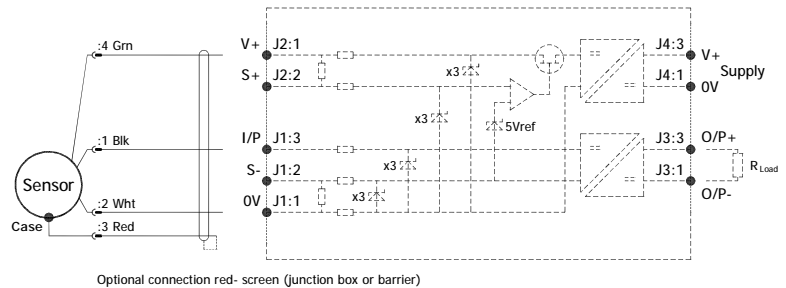 :4 Grn
V+ J2:1
J4:3 V+
S+ J2:2
x3
J4:1 0V
Supply
x3
5Vref
:1 Blk
I/P J1:3
J3:3 O/P+
x3
S- J1:2
R Load
J3:1
O/P-
Sensor
x3
:2 Wht
0V J1:1
Case
:3 Red
Optional connection red- screen (junction box or barrier)